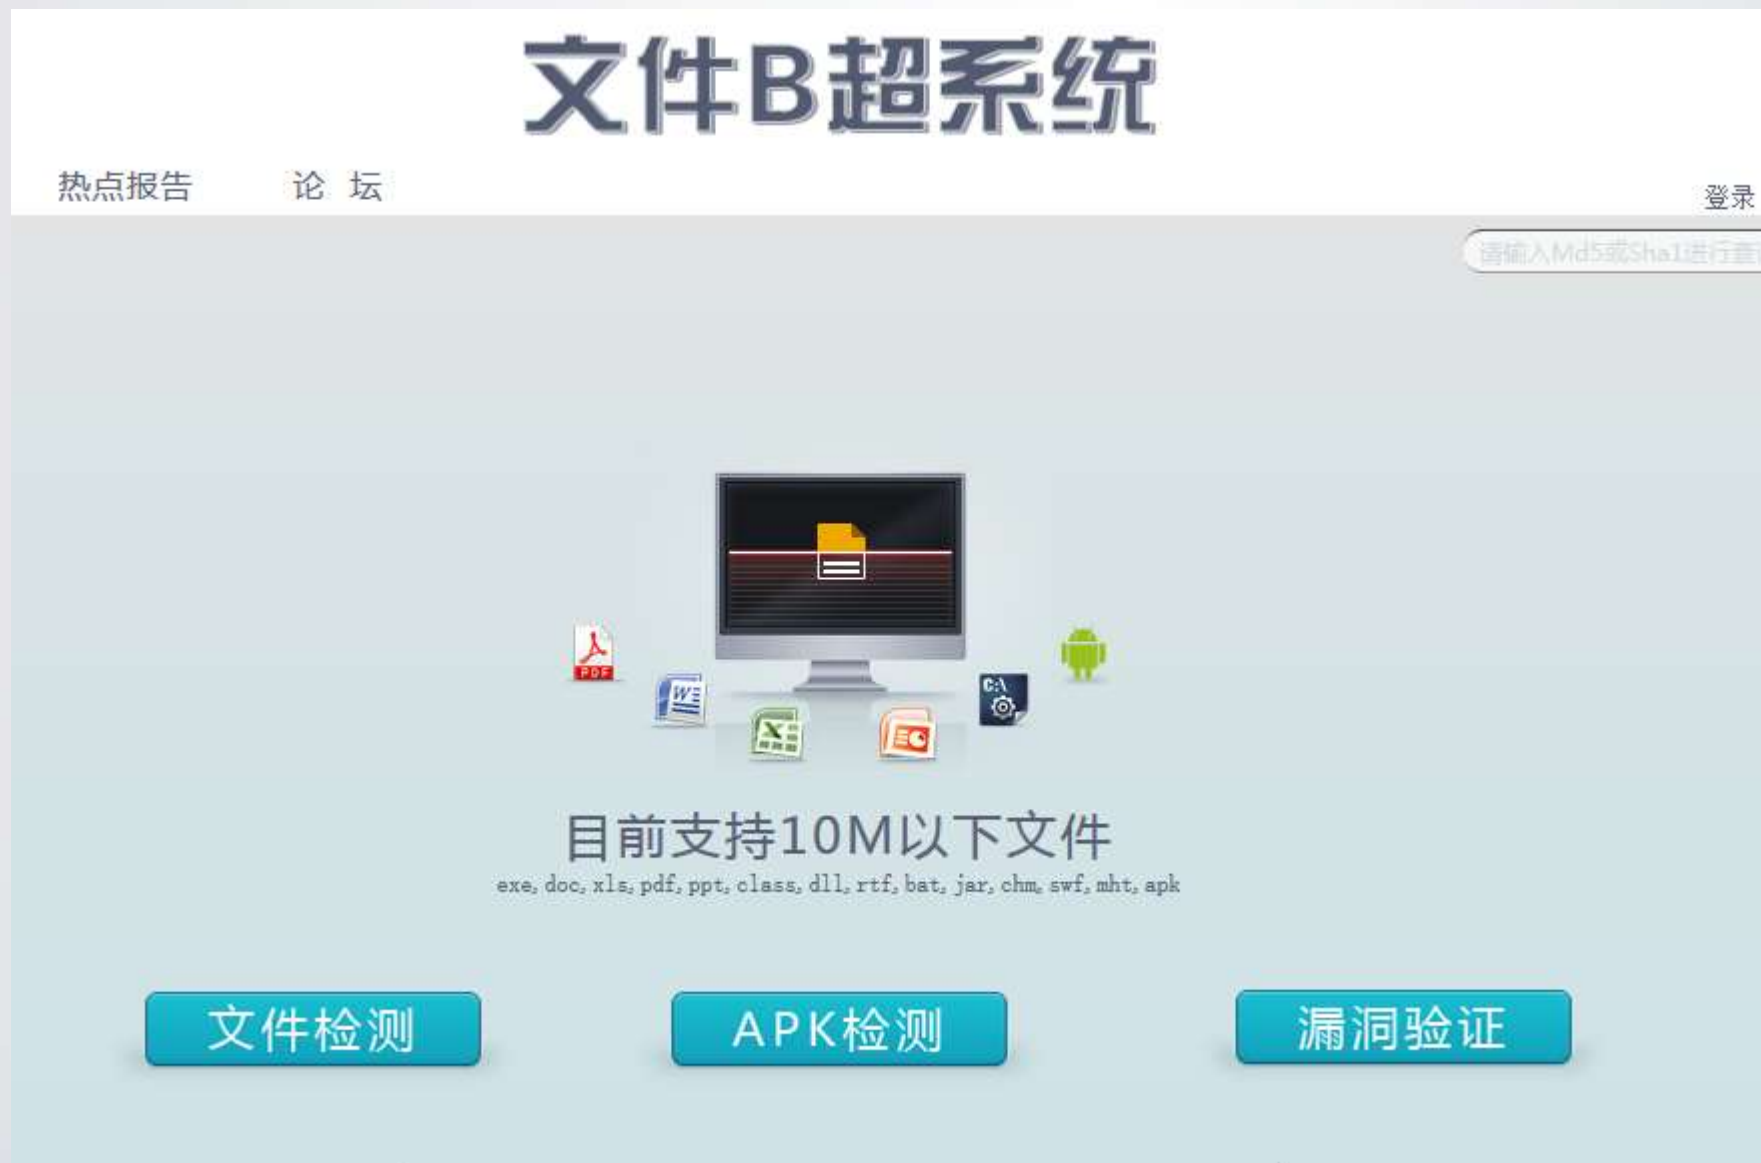 文件B超系统
热点报告 论 坛
登录
请输入Md5或Sha1进行查
PDF
W
X
C:\
目前支持10M以下文件
exe, doc, xls, pdf, ppt, class, dll, rtf, bat, jar, chm, swf, mht, apk
文件检测 APK检测 漏洞验证